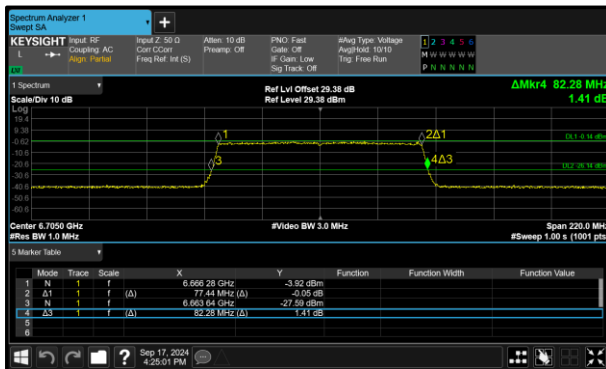 Spectrum Analyzer 1
Swept SA
+
KEYSIGHT Input: RF Input Z: 50 Ω Atten: 10 dB PNO: Fast #Avg Type: Voltage 1 2 3 4 5 6
L Coupling: AC Corr CCorr Preamp: Off Gate: Off Avg|Hold: 10/10 M W W W W W
Align: Partial Freq Ref: Int (S) IF Gain: Low Trig: Free Run P N N N N N
Sig Track: Off
1 Spectrum ΔMkr4 82.28 MHz
Scale/Div 10 dB Ref Lvl Offset 29.38 dB 1.41 dB
Ref Level 29.38 dBm
Log
19.4
9.38
-0.62
-10.6
-20.6
-30.6
-40.6
-50.6
-60.6
1
2Δ1
DL1 -0.14 dBm
3
4Δ3
DL2 -26.14 dBm
Center 6.7050 GHz #Video BW 3.0 MHz Span 220.0 MHz
#Res BW 1.0 MHz #Sweep 1.00 s (1001 pts)
5 Marker Table
Mode Trace Scale X Y Function Function Width Function Value
1 N 1 f 6.666 28 GHz -3.92 dBm
2 Δ1 1 f (Δ) 77.44 MHz (Δ) -0.05 dB
3 N 1 f 6.663 64 GHz -27.59 dBm
4 Δ3 1 f (Δ) 82.28 MHz (Δ) 1.41 dB
5
6
? Sep 17, 2024
4:25:01 PM